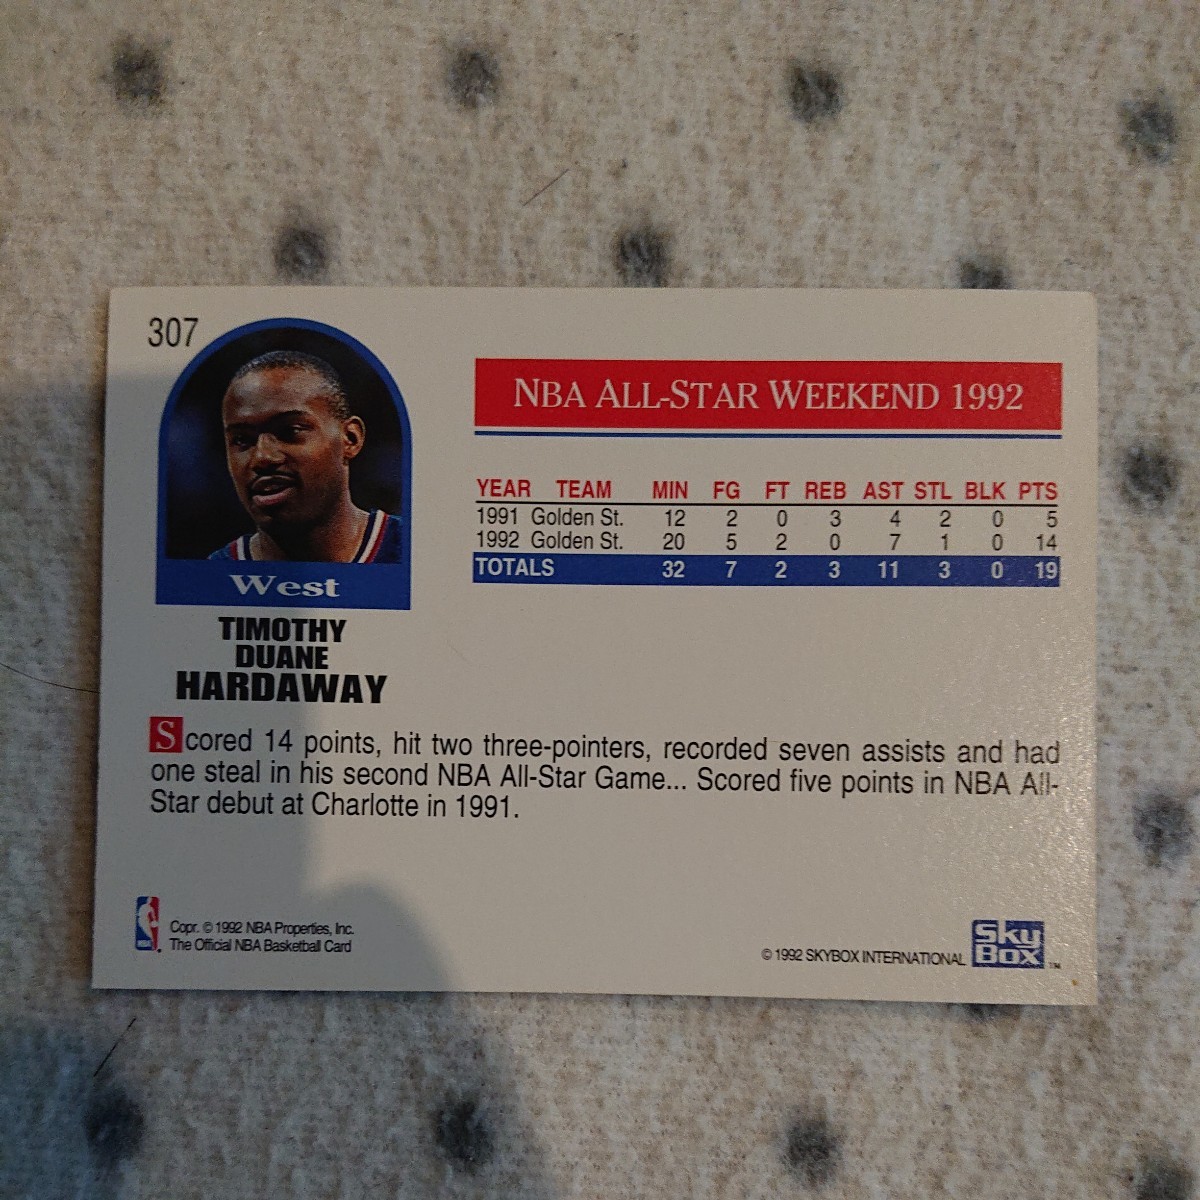 307
NBA ALL-STAR WEEKEND 1992
YEAR TEAM MIN FG FT REB AST STL BLK PTS
1991 Golden St. 12 2 0 3 4 2 0 5
1992 Golden St. 20 5 2 0 7 1 0 14
TOTALS 32 7 2 3 11 3 0 19
West
TIMOTHY
DUANE
HARDAWAY
Scored 14 points, hit two three-pointers, recorded seven assists and had
one steal in his second NBA All-Star Game... Scored five points in NBA All-
Star debut at Charlotte in 1991.
NBA
Copr. © 1992 NBA Properties, Inc.
The Official NBA Basketball Card
© 1992 SKYBOX INTERNATIONAL
Sky
Box TM